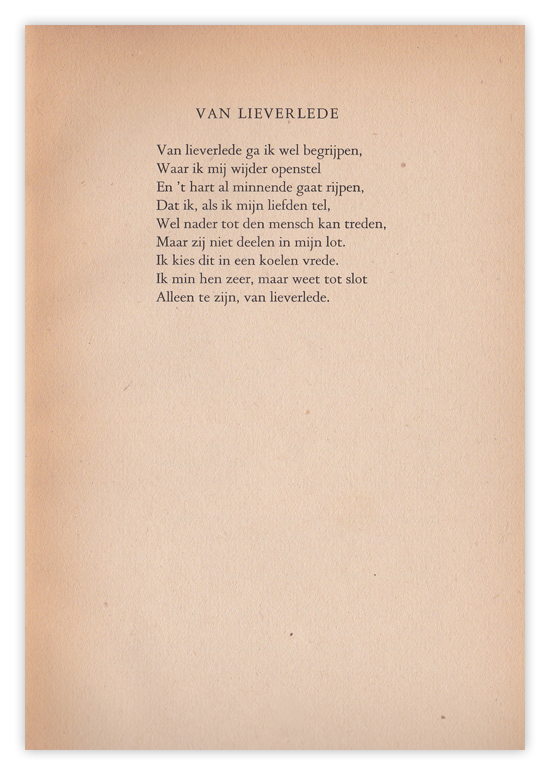 VAN LIEVERLEDE
Van lieverlede ga ik wel begrijpen,
Waar ik mij wijder openstel
En ’t hart al minnende gaat rijpen,
Dat ik, als ik mijn liefden tel,
Wel nader tot den mensch kan treden,
Maar zij niet deelen in mijn lot.
Ik kies dit in een koelen vrede.
Ik min hen zeer, maar weet tot slot
Alleen te zijn, van lieverlede.